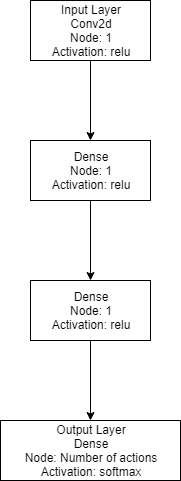 Input Layer
Conv2d
Node: 1
Activation: relu
Dense
Node: 1
Activation: relu
Dense
Node: 1
Activation: relu
Output Layer
Dense
Node: Number of actions
Activation: softmax